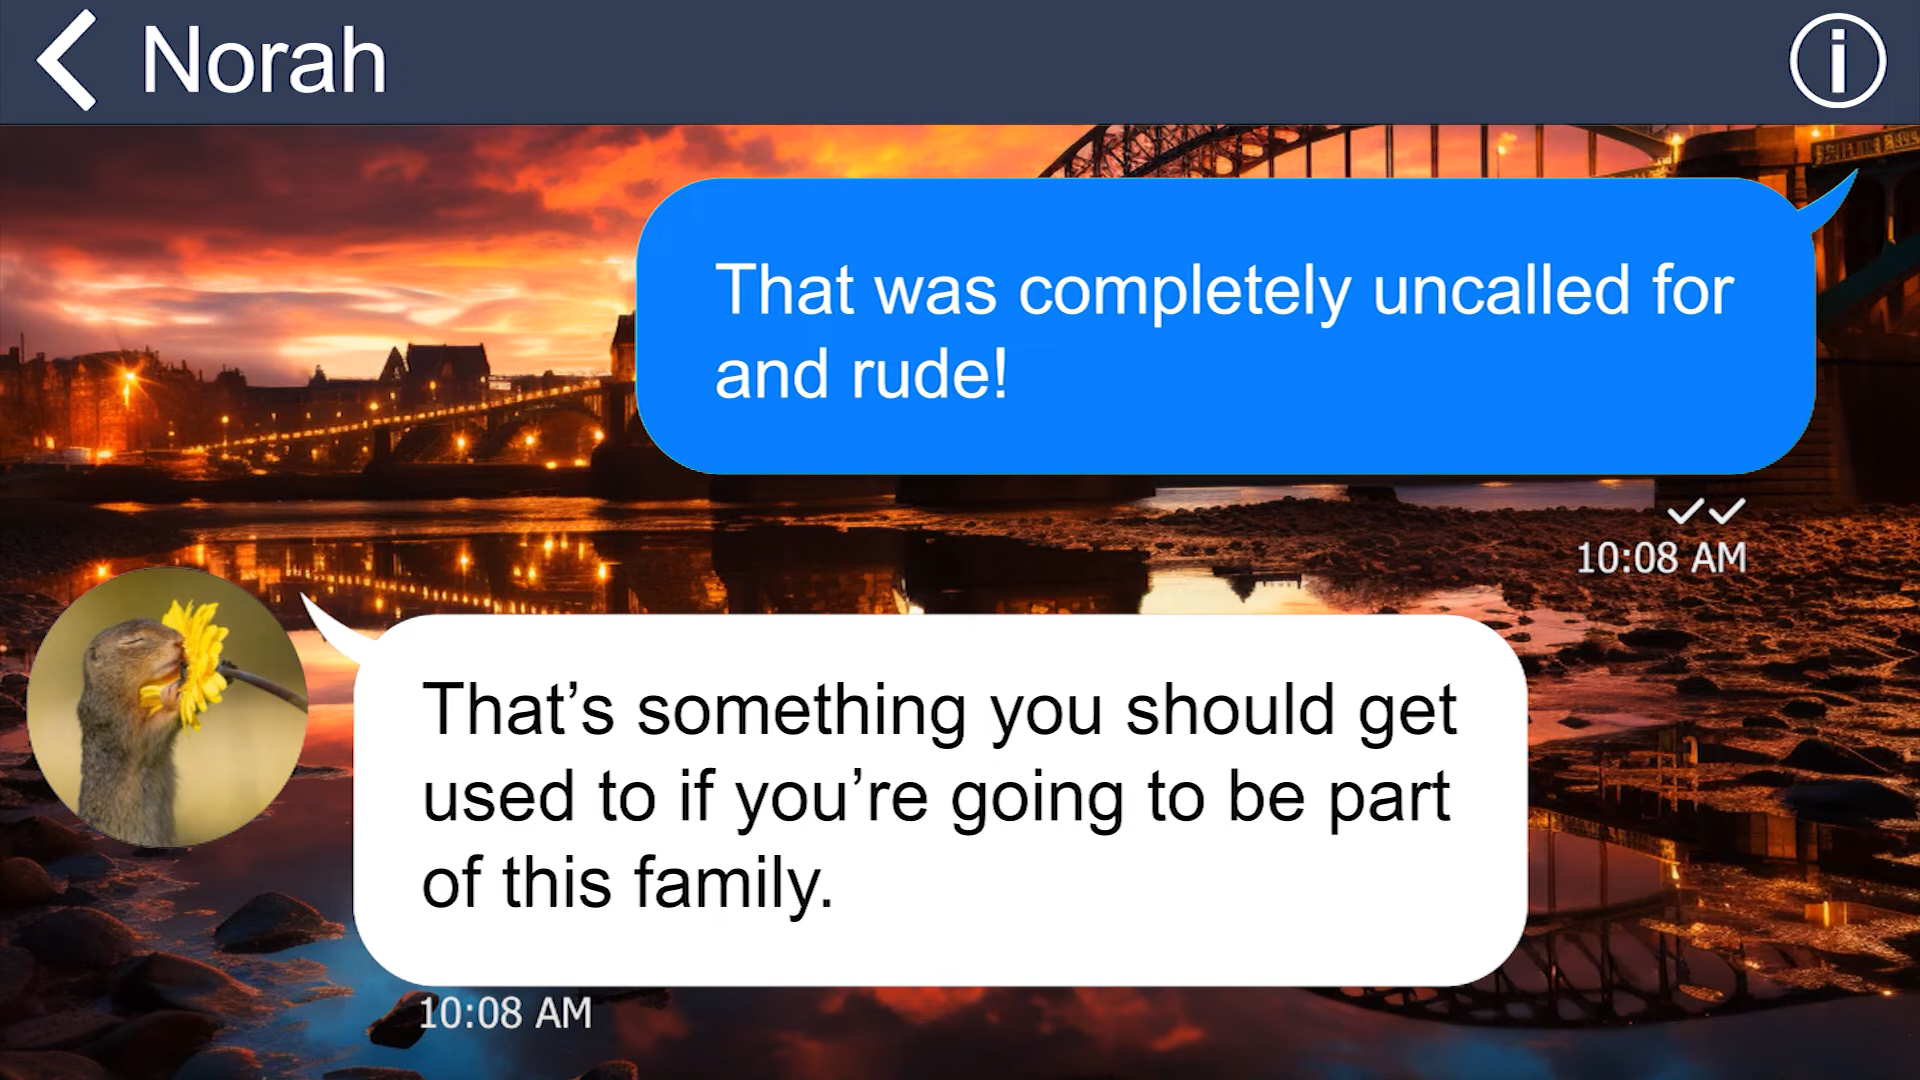 Norah
That was completely uncalled for
and rude!
10:08 AM
That’s something you should get
used to if you’re going to be part
of this family.
10:08 AM